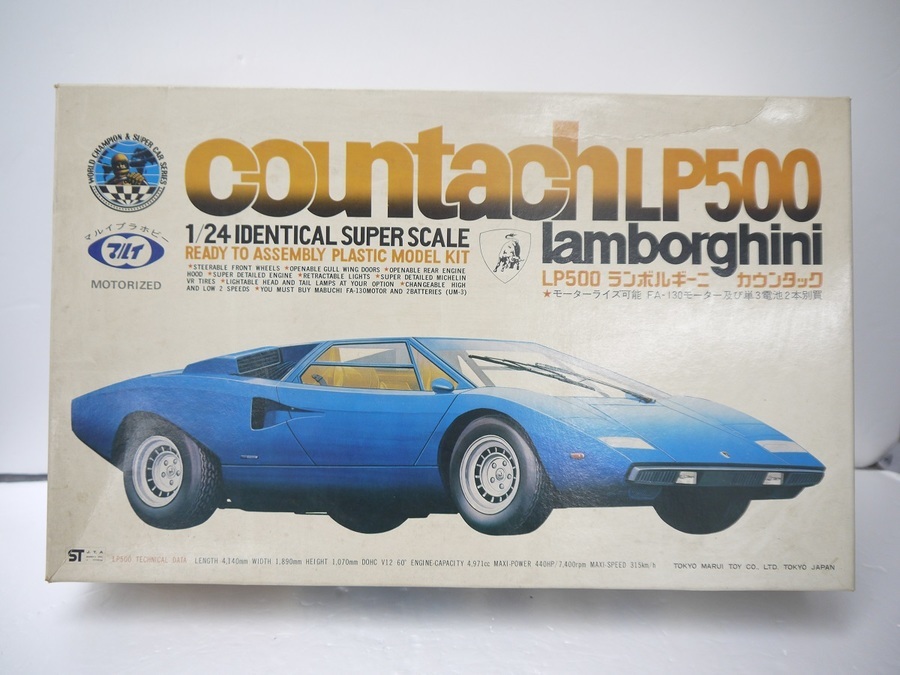 WORLD CHAMPION & SUPER CAR SERIES
countach LP500
マルイプラホビー
マルイ
MOTORIZED
1/24 IDENTICAL SUPER SCALE
READY TO ASSEMBLY PLASTIC MODEL KIT
*STEERABLE FRONT WHEELS *OPENABLE GULL WING DOORS *OPENABLE REAR ENGINE
HOOD *SUPER DETAILED ENGINE *RETRACTABLE LIGHTS *SUPER DETAILED MICHELIN
VR TIRES *LIGHTABLE HEAD AND TAIL LAMPS AT YOUR OPTION *CHANGEABLE HIGH
AND LOW 2 SPEEDS *YOU MUST BUY MABUCHI FA-130MOTOR AND 2BATTERIES (UM-3)
lamborghini
LP500 ランボルギーニ カウンタック
★モーターライズ可能 FA-130モーター及び単3電池2本別買
ST
LP500 TECHNICAL DATA LENGTH 4,140mm WIDTH 1,890mm HEIGHT 1,070mm DOHC V12 60° ENGINE-CAPACITY 4,971cc MAXI-POWER 440HP/7,400rpm MAXI-SPEED 315km/h
TOKYO MARUI TOY CO., LTD. TOKYO JAPAN